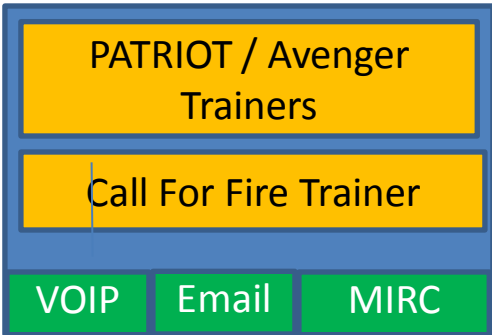 PATRIOT / Avenger
Trainers
Call For Fire Trainer
VOIP Email MIRC